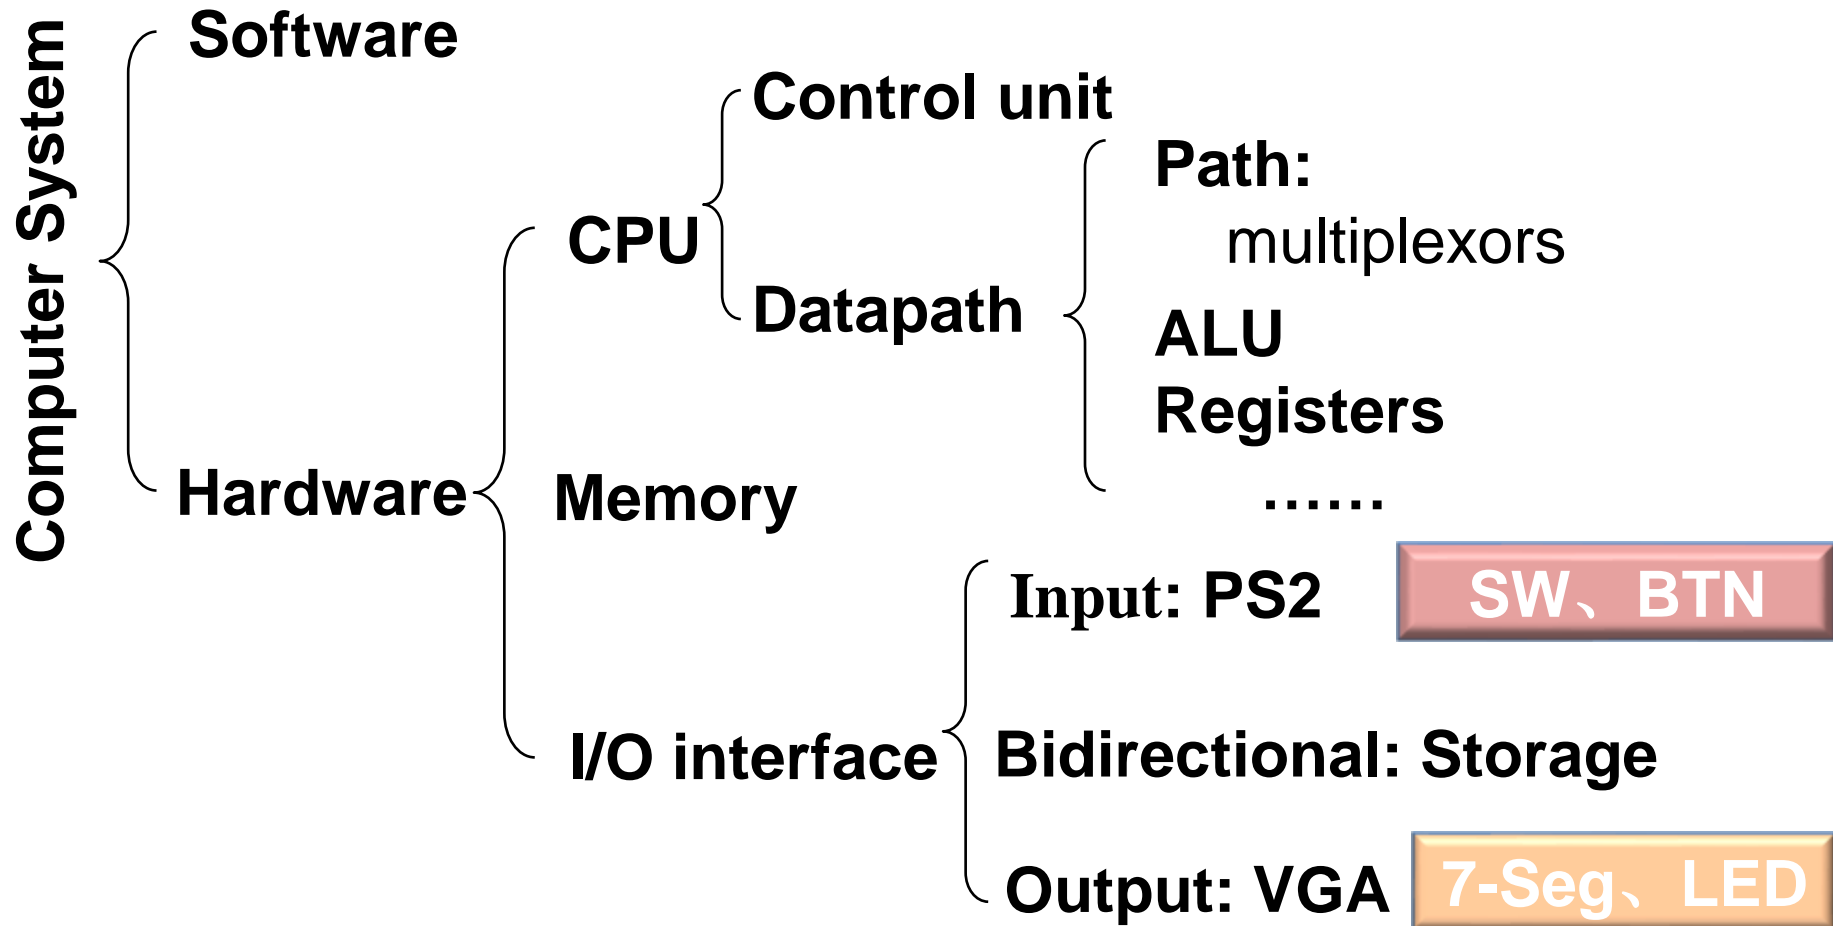 Computer System
Software
Control unit
Path:
multiplexors
CPU
Datapath
ALU
Registers
Hardware
Memory
......
Input: PS2
SW、BTN
I/O interface
Bidirectional: Storage
Output: VGA
7-Seg、LED